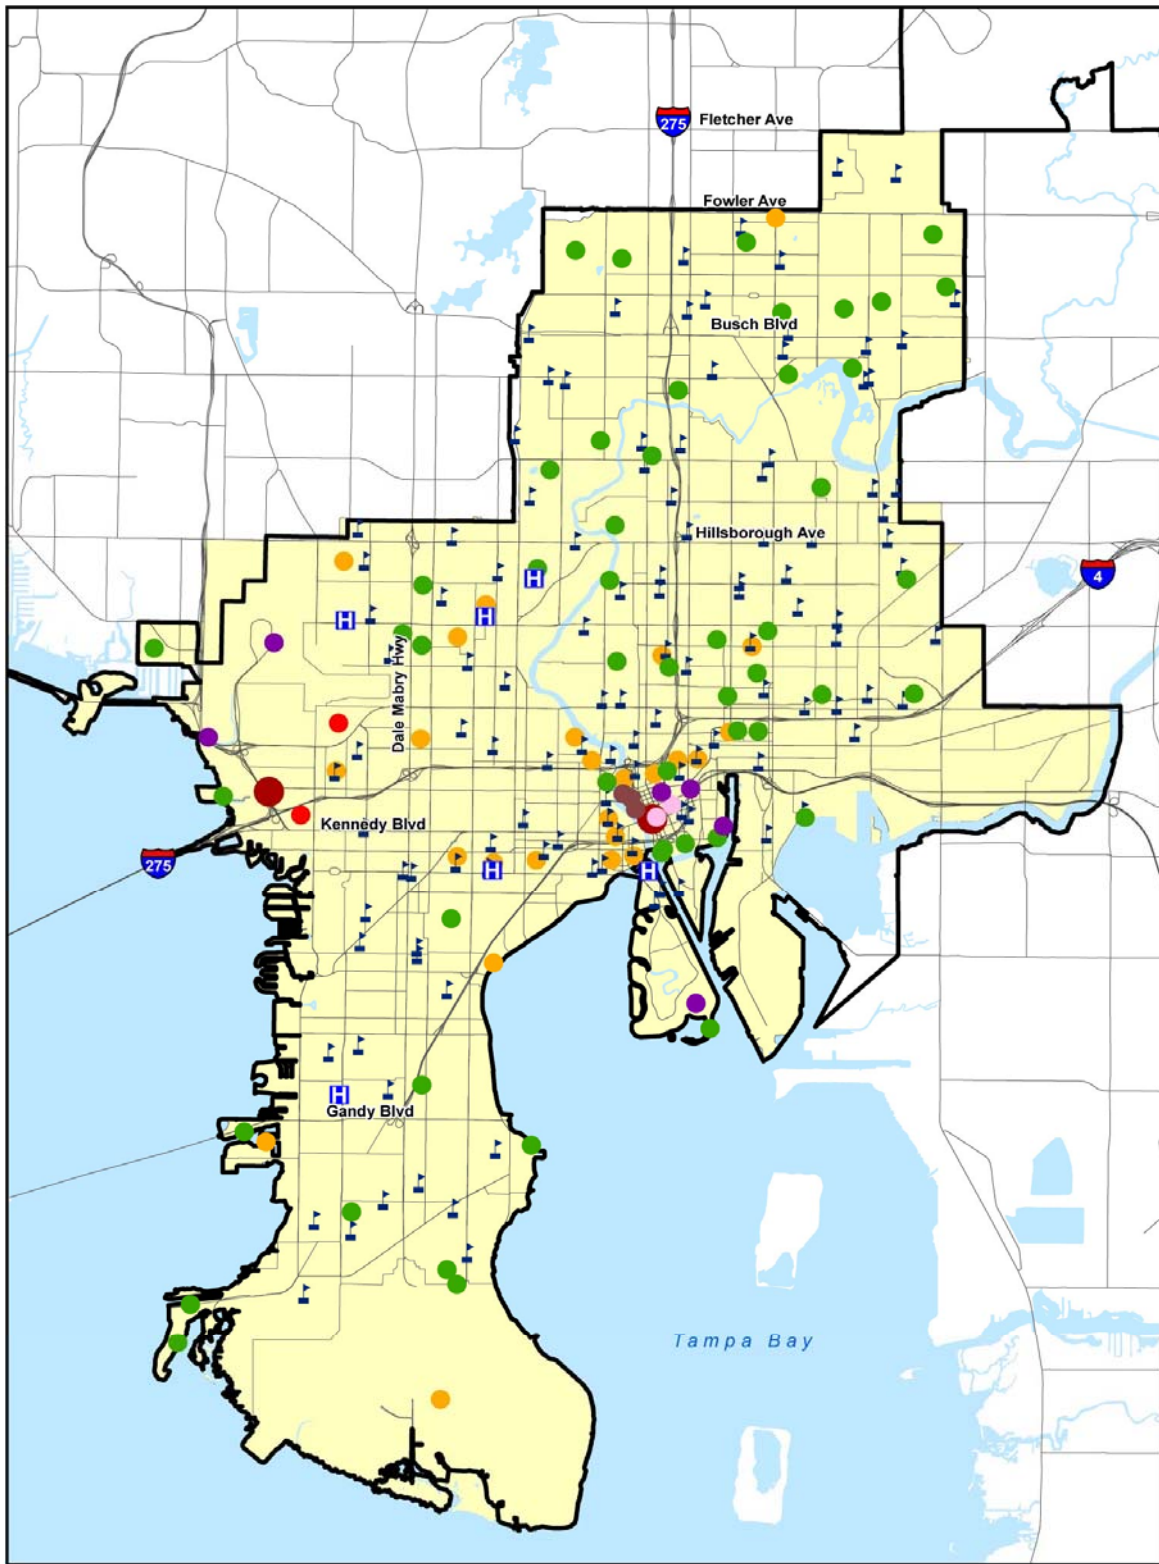 275
Fletcher Ave
Fowler Ave
Busch Blvd
Hillsborough Ave
4
H
H
H
Dale Mabry Hwy
Kennedy Blvd
275
H
H
H
Gandy Blvd
Tampa Bay